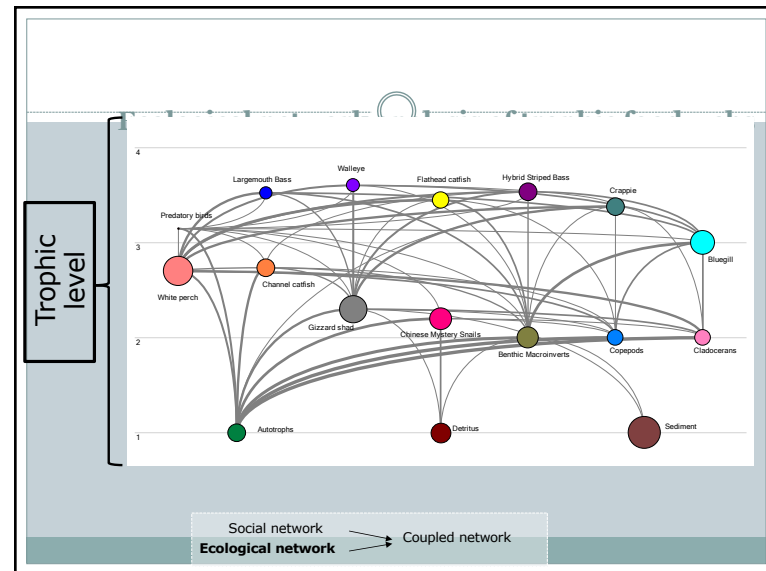 4
Walleye
Largemouth Bass
Flathead catfish
Hybrid Striped Bass
Crappie
Predatory birds
3
Bluegill
White perch
Channel catfish
Gizzard shad
Chinese Mystery Snails
Benthic Macroinverts
Copepods
Cladocerans
2
1
Autotrophs
Detritus
Sediment
Trophic
level
Social network
Ecological network
Coupled network